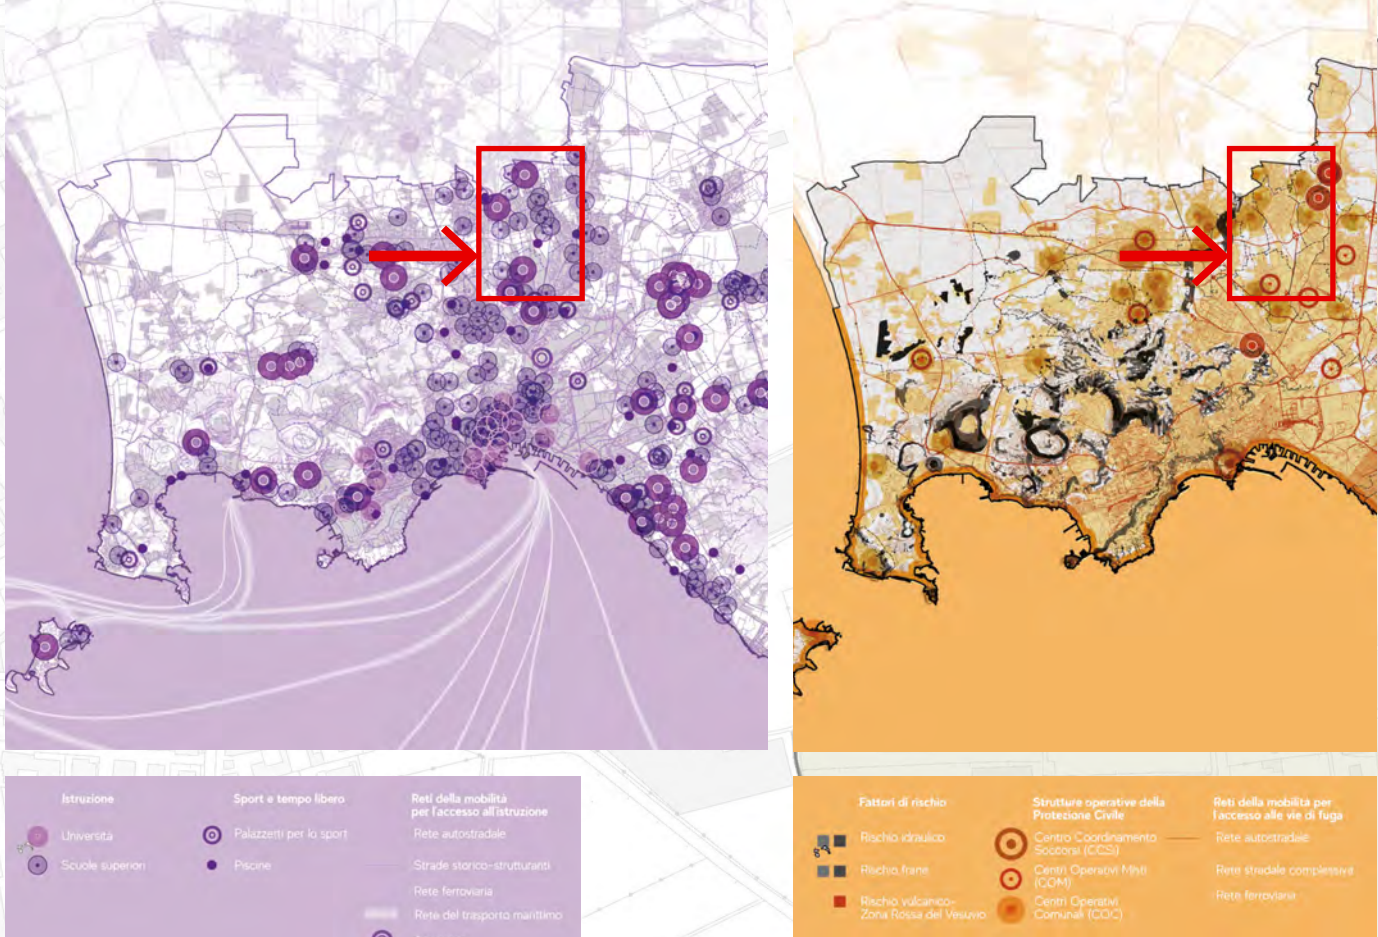 Istruzione
Università
Scuole superiori
Sport e tempo libero
Palazzetti per lo sport
Piscine
Reti della mobilità
per l'accesso all'istruzione
Rete autostradale
Strade storico-strutturanti
Rete ferroviaria
Rete del trasporto marittimo
Fattori di rischio
Rischio idraulico
Rischio frane
Rischio vulcanico-
Zona Rossa del Vesuvio
Strutture operative della
Protezione Civile
Centro Coordinamento
Soccorsi (CCS)
Centri Operativi Misti
(COM)
Centri Operativi
Comunali (COC)
Reti della mobilità per
l'accesso alle vie di fuga
Rete autostradale
Rete stradale complessiva
Rete ferroviaria